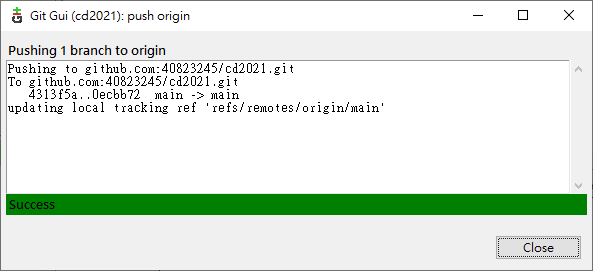 Git Gui (cd2021): push origin
Pushing 1 branch to origin
Pushing to github.com:40823245/cd2021.git
To github.com:40823245/cd2021.git
   4313f5a..0ecbb72  main -> main
updating local tracking ref 'refs/remotes/origin/main'
Success
Close